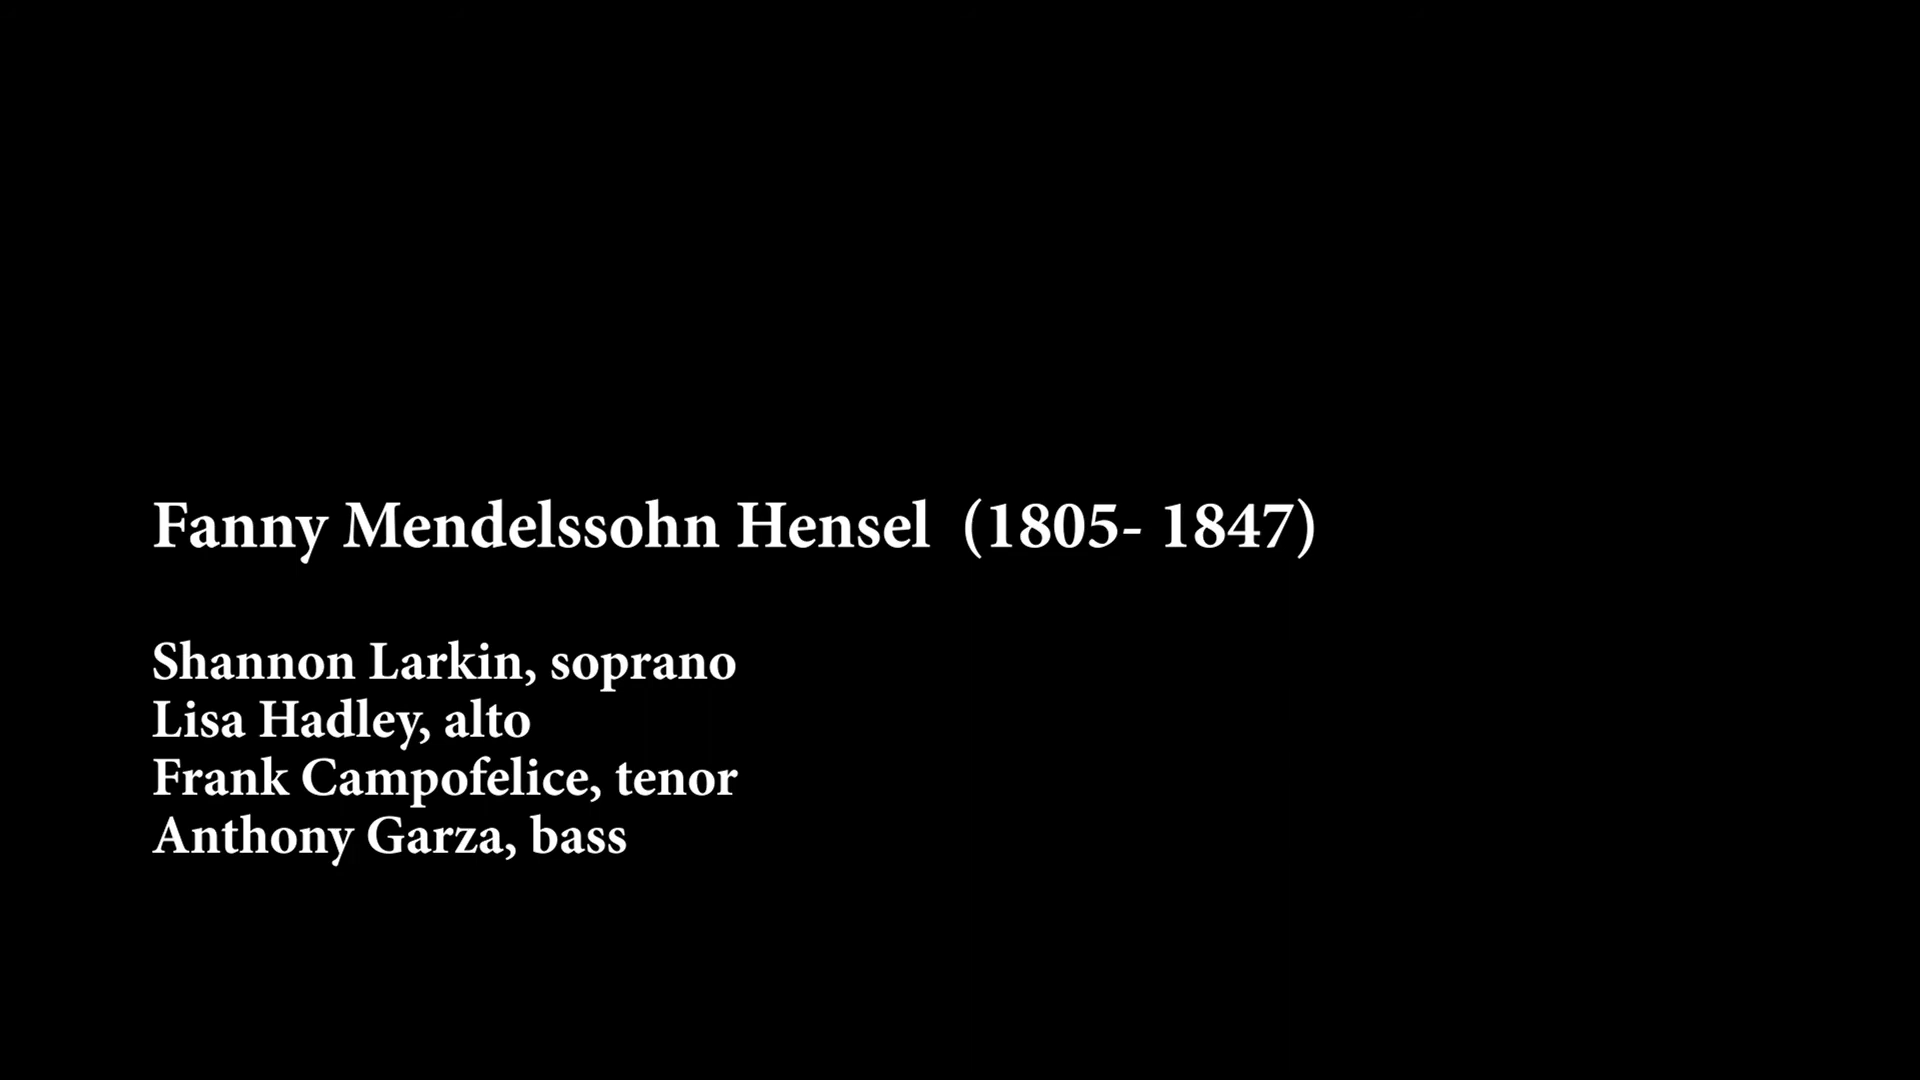 Fanny Mendelssohn Hensel (1805- 1847)
Shannon Larkin, soprano
Lisa Hadley, alto
Frank Campofelice, tenor
Anthony Garza, bass